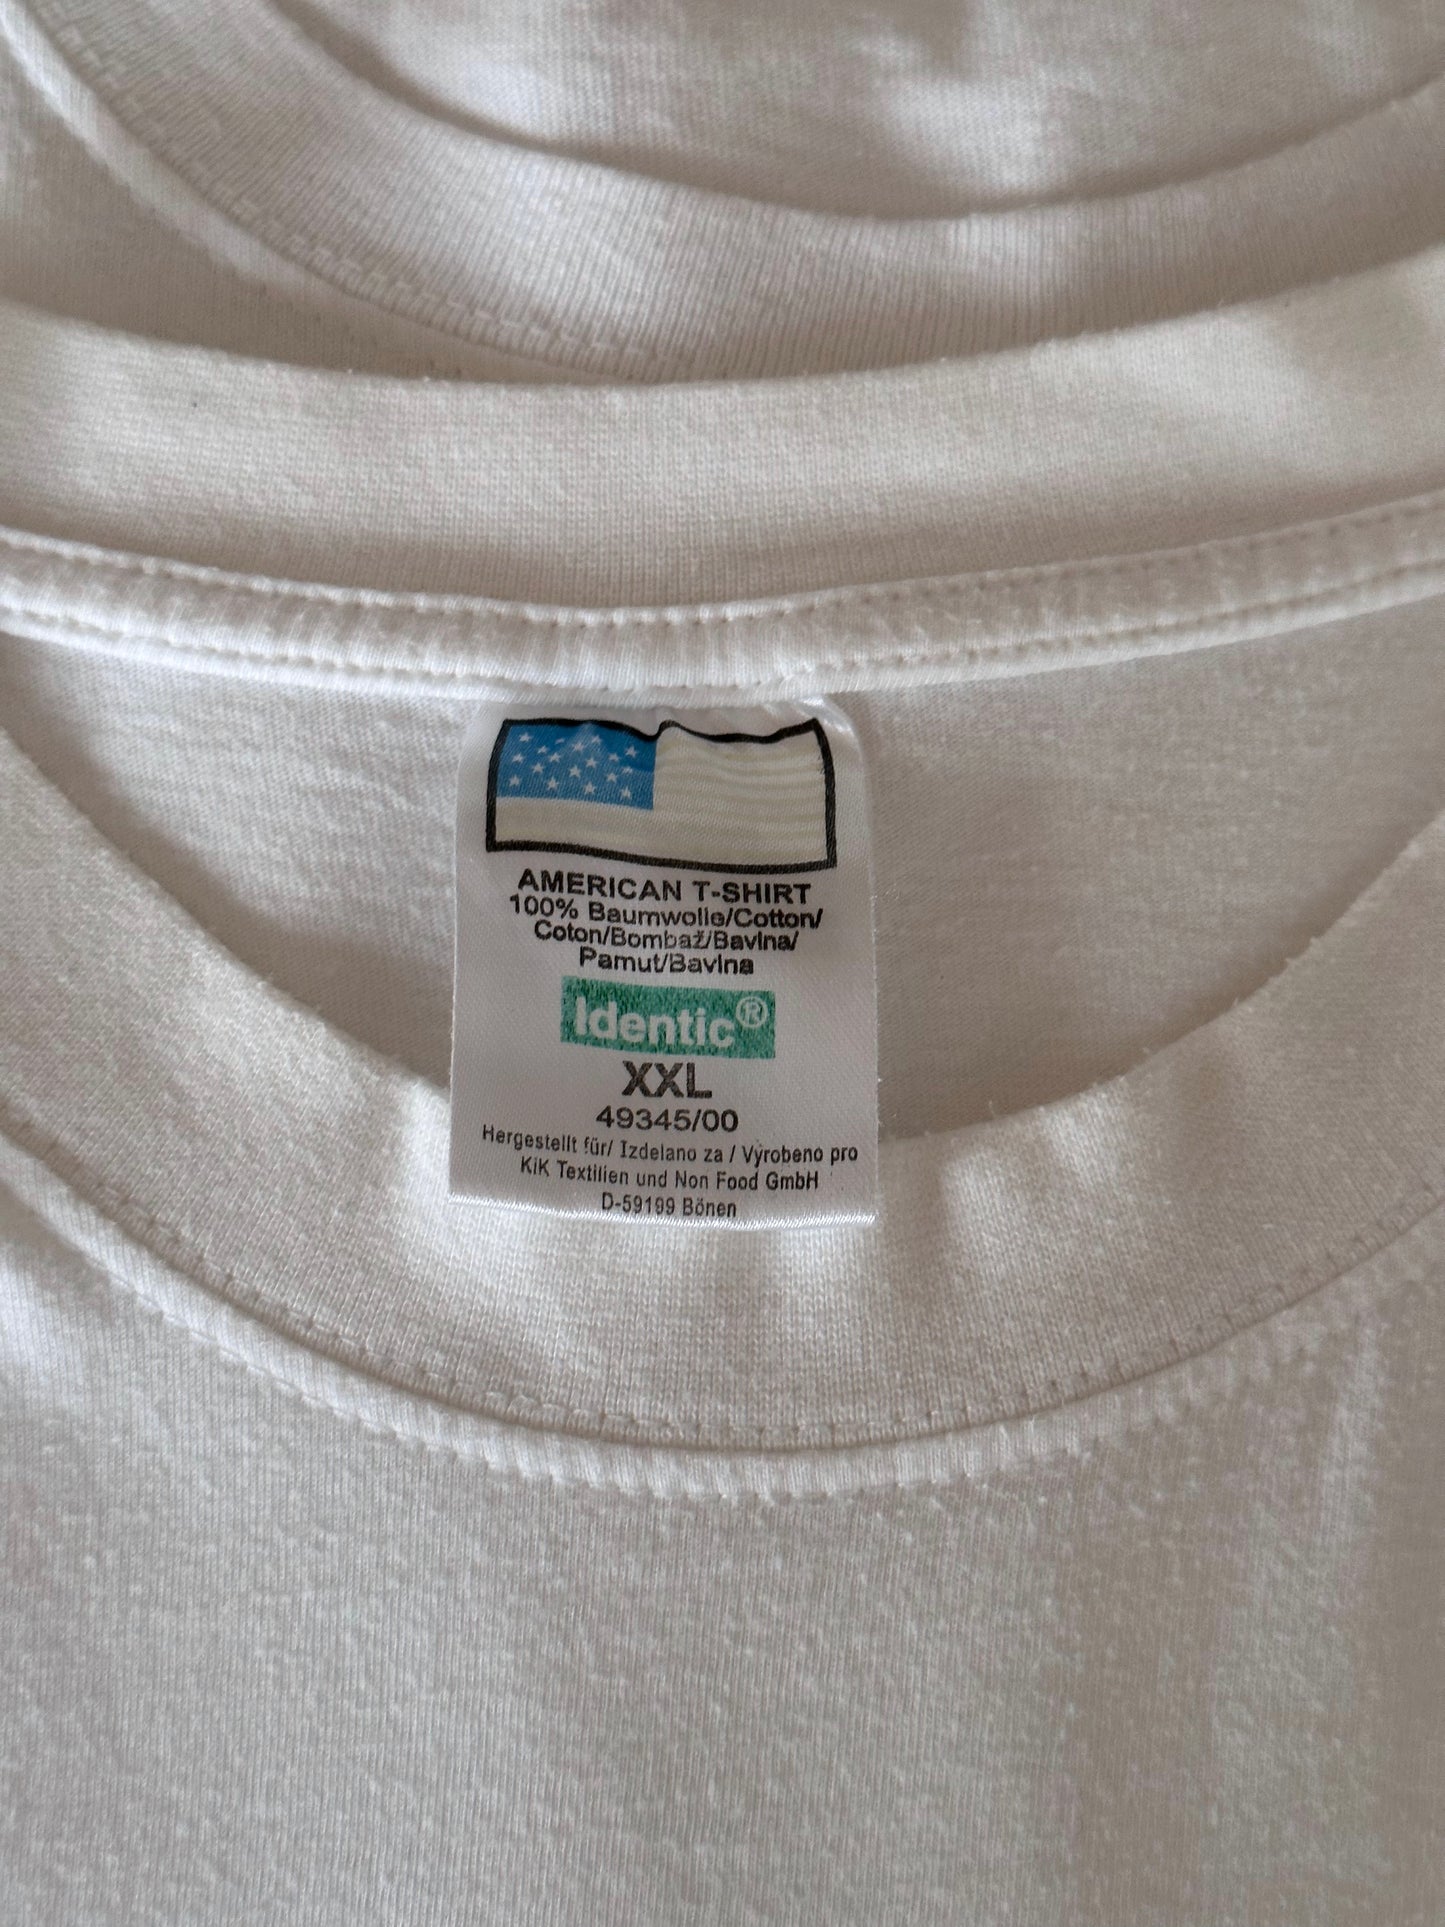 AMERICAN T-SHIRT
100% Baumwolle/Cotton/
Coton/Bombaž/Bavlna/
Pamut/Bavlna
Identic®
XXL
49345/00
Hergestellt für/ Izdelano za / Výrobeno pro
KiK Textilien und Non Food GmbH
D-59199 Bönen